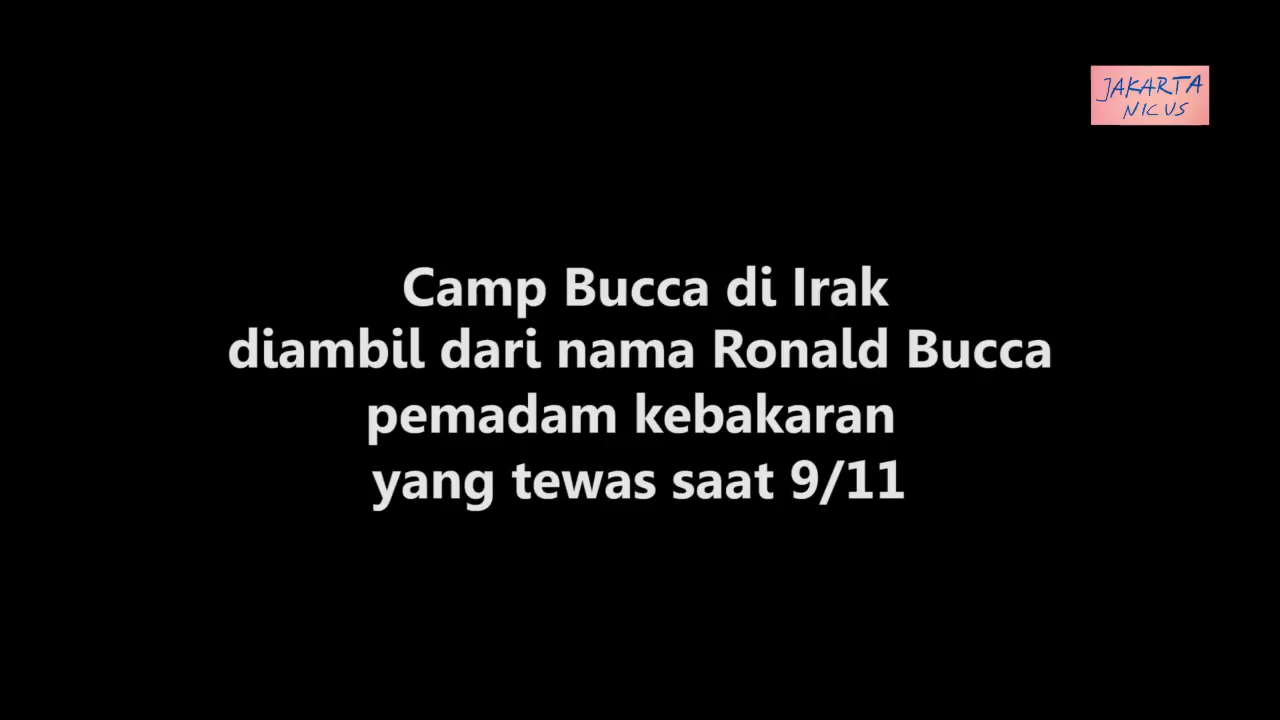 JAKARTA
NICUS
Camp Bucca di Irak
diambil dari nama Ronald Bucca
pemadam kebakaran
yang tewas saat 9/11